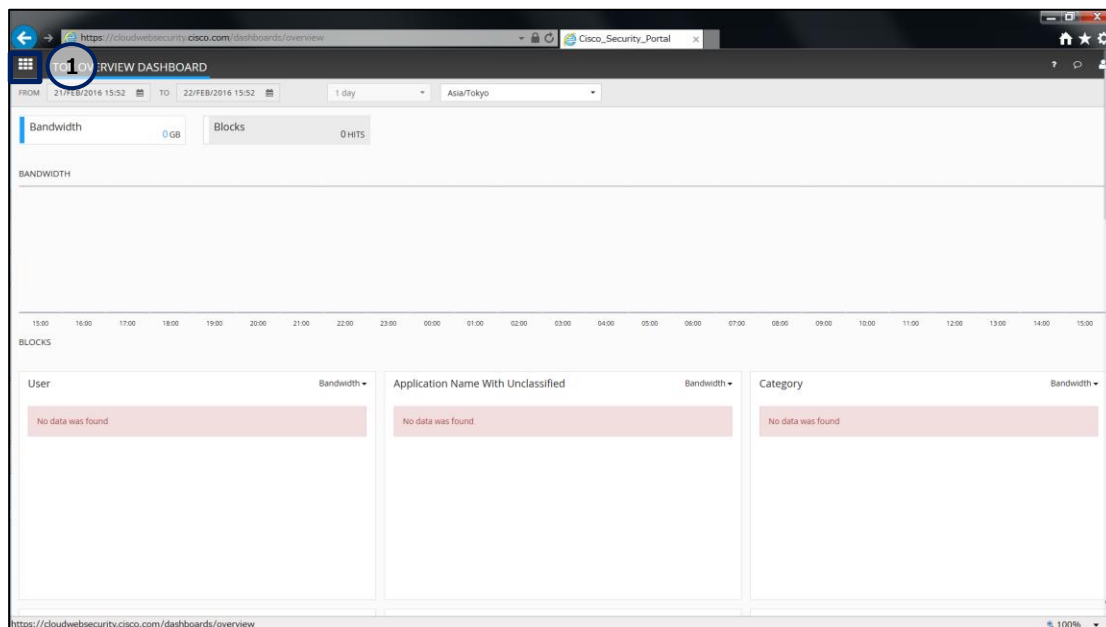 https://cloudwebsecurity.cisco.com/dashboards/overview
Cisco_Security_Portal
1
OVERVIEW DASHBOARD
FROM 21/FEB/2016 15:52 TO 22/FEB/2016 15:52 1 day Asia/Tokyo
Bandwidth 0 GB Blocks 0 HITS
BANDWIDTH
15:00 16:00 17:00 18:00 19:00 20:00 21:00 22:00 23:00 00:00 01:00 02:00 03:00 04:00 05:00 06:00 07:00 08:00 09:00 10:00 11:00 12:00 13:00 14:00 15:00
BLOCKS
User Bandwidth Application Name With Unclassified Bandwidth Category Bandwidth
No data was found No data was found No data was found
https://cloudwebsecurity.cisco.com/dashboards/overview 100%